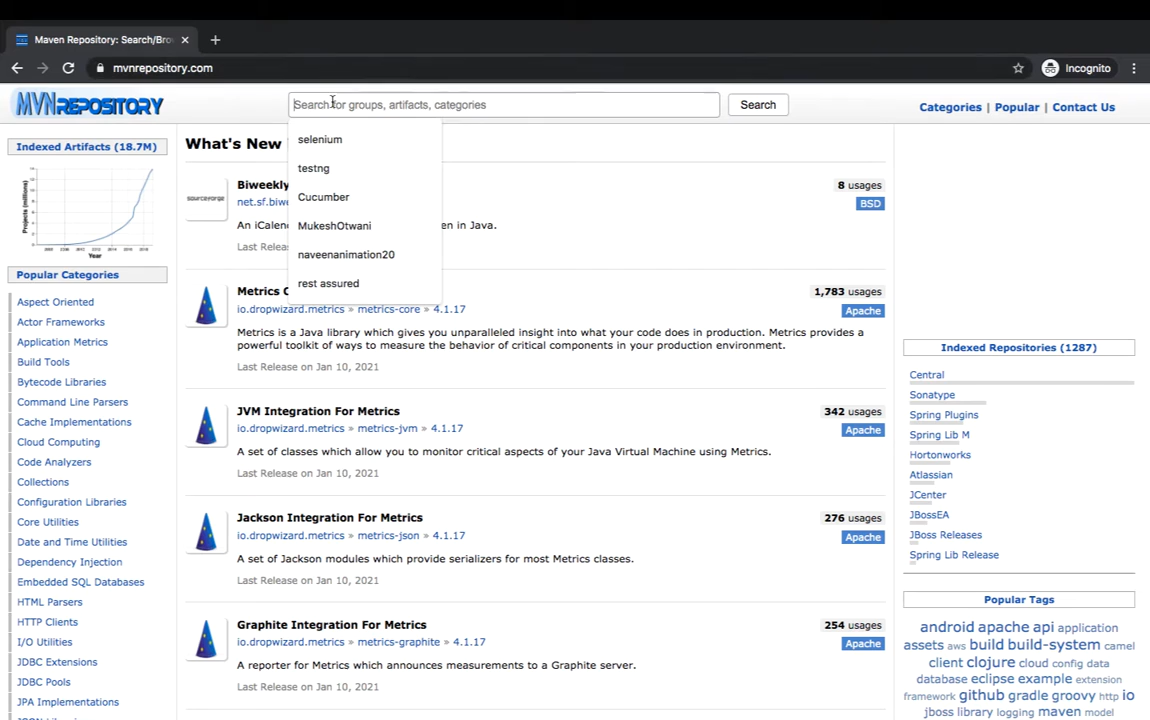 Maven Repository: Search/Bro
mvnrepository.com
Incognito
MVNREPOSITORY
Search for groups, artifacts, categories
Search
Categories | Popular | Contact Us
selenium
testng
Cucumber
MukeshOtwani
naveenanimation20
rest assured
Indexed Artifacts (18.7M)
Projects (millions)
Year
Popular Categories
Aspect Oriented
Actor Frameworks
Application Metrics
Build Tools
Bytecode Libraries
Command Line Parsers
Cache Implementations
Cloud Computing
Code Analyzers
Collections
Configuration Libraries
Core Utilities
Date and Time Utilities
Dependency Injection
Embedded SQL Databases
HTML Parsers
HTTP Clients
I/O Utilities
JDBC Extensions
JDBC Pools
JPA Implementations
What's New
sourceforge
Biweekly
8 usages
net.sf.biwe
BSD
An iCalen
en in Java.
Last Relea
Metrics C
1,783 usages
io.dropwizard.metrics » metrics-core » 4.1.17
Apache
Metrics is a Java library which gives you unparalleled insight into what your code does in production. Metrics provides a
powerful toolkit of ways to measure the behavior of critical components in your production environment.
Last Release on Jan 10, 2021
JVM Integration For Metrics
342 usages
io.dropwizard.metrics » metrics-jvm » 4.1.17
Apache
A set of classes which allow you to monitor critical aspects of your Java Virtual Machine using Metrics.
Last Release on Jan 10, 2021
Jackson Integration For Metrics
276 usages
io.dropwizard.metrics » metrics-json » 4.1.17
Apache
A set of Jackson modules which provide serializers for most Metrics classes.
Last Release on Jan 10, 2021
Graphite Integration For Metrics
254 usages
io.dropwizard.metrics » metrics-graphite » 4.1.17
Apache
A reporter for Metrics which announces measurements to a Graphite server.
Last Release on Jan 10, 2021
Indexed Repositories (1287)
Central
Sonatype
Spring Plugins
Spring Lib M
Hortonworks
Atlassian
JCenter
JBossEA
JBoss Releases
Spring Lib Release
Popular Tags
android apache api application
assets aws build build-system camel
client clojure cloud config data
database eclipse example extension
framework github gradle groovy http io
jboss library logging maven model